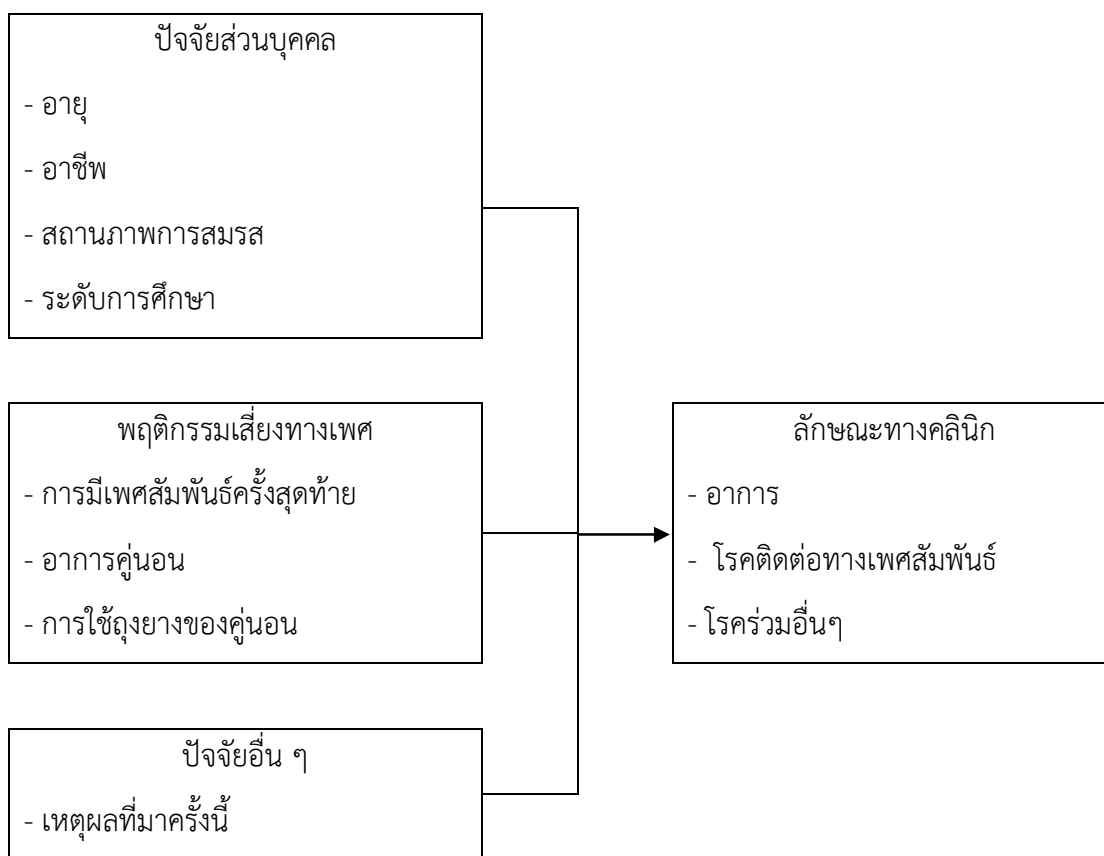 ปัจจัยส่วนบุคคล
- อายุ
- อาชีพ
- สถานภาพการสมรส
- ระดับการศึกษา
พฤติกรรมเสี่ยงทางเพศ
- การมีเพศสัมพันธ์ครั้งสุดท้าย
- อาการคู่นอน
- การใช้ถุงยางของคู่นอน
ปัจจัยอื่น ๆ
- เหตุผลที่มาครั้งนี้
ลักษณะทางคลินิก
- อาการ
- โรคติดต่อทางเพศสัมพันธ์
- โรคร่วมอื่นๆ